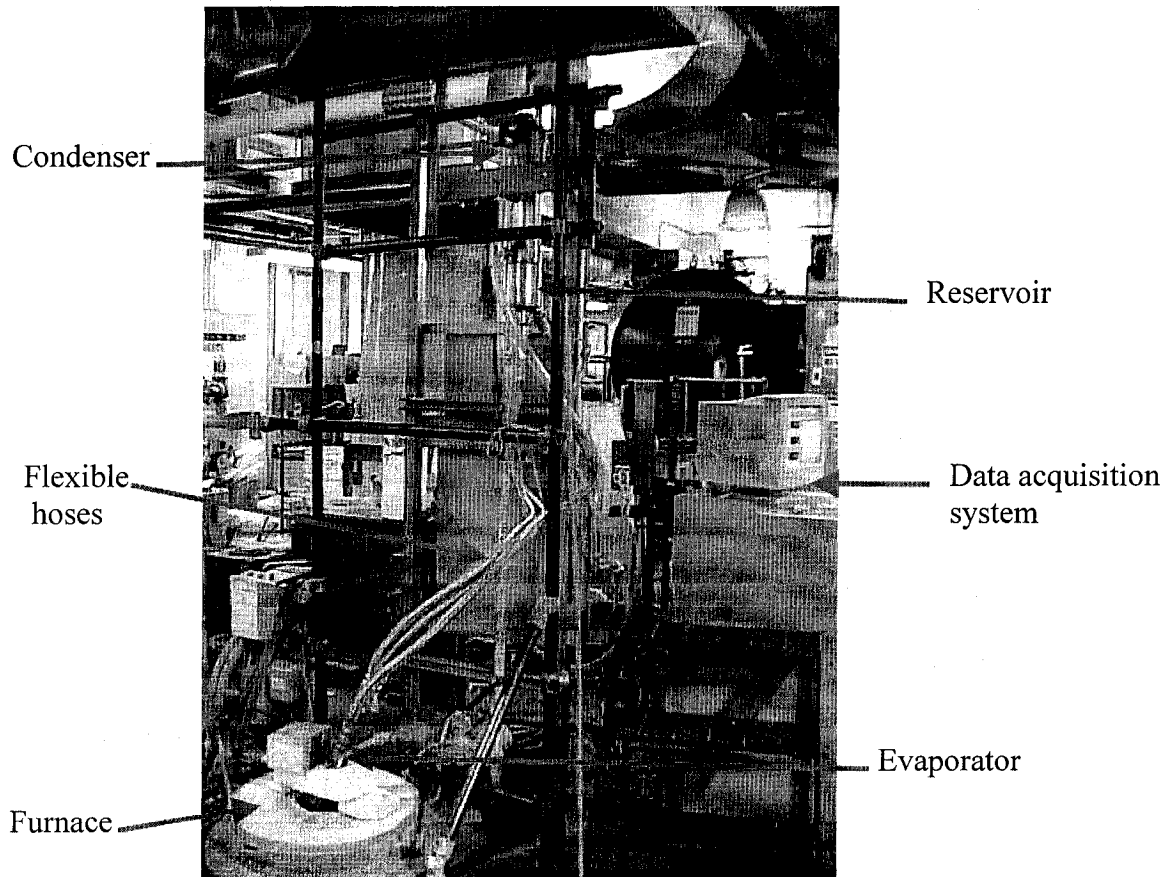 Condenser
Reservoir
Flexible
hoses
Data acquisition
system
Evaporator
Furnace